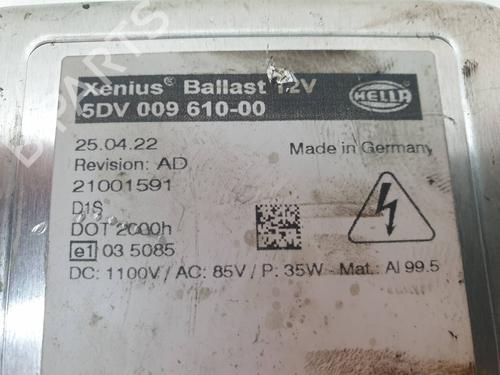 Xenius® Ballast 12V
5DV 009 610-00
HELLA
25.04.22
Made in Germany
Revision: AD
21001591
D1S
DOT 2000h
e1 03 5085
DC: 1100V / AC: 85V / P: 35W - Mat.: Al 99.5